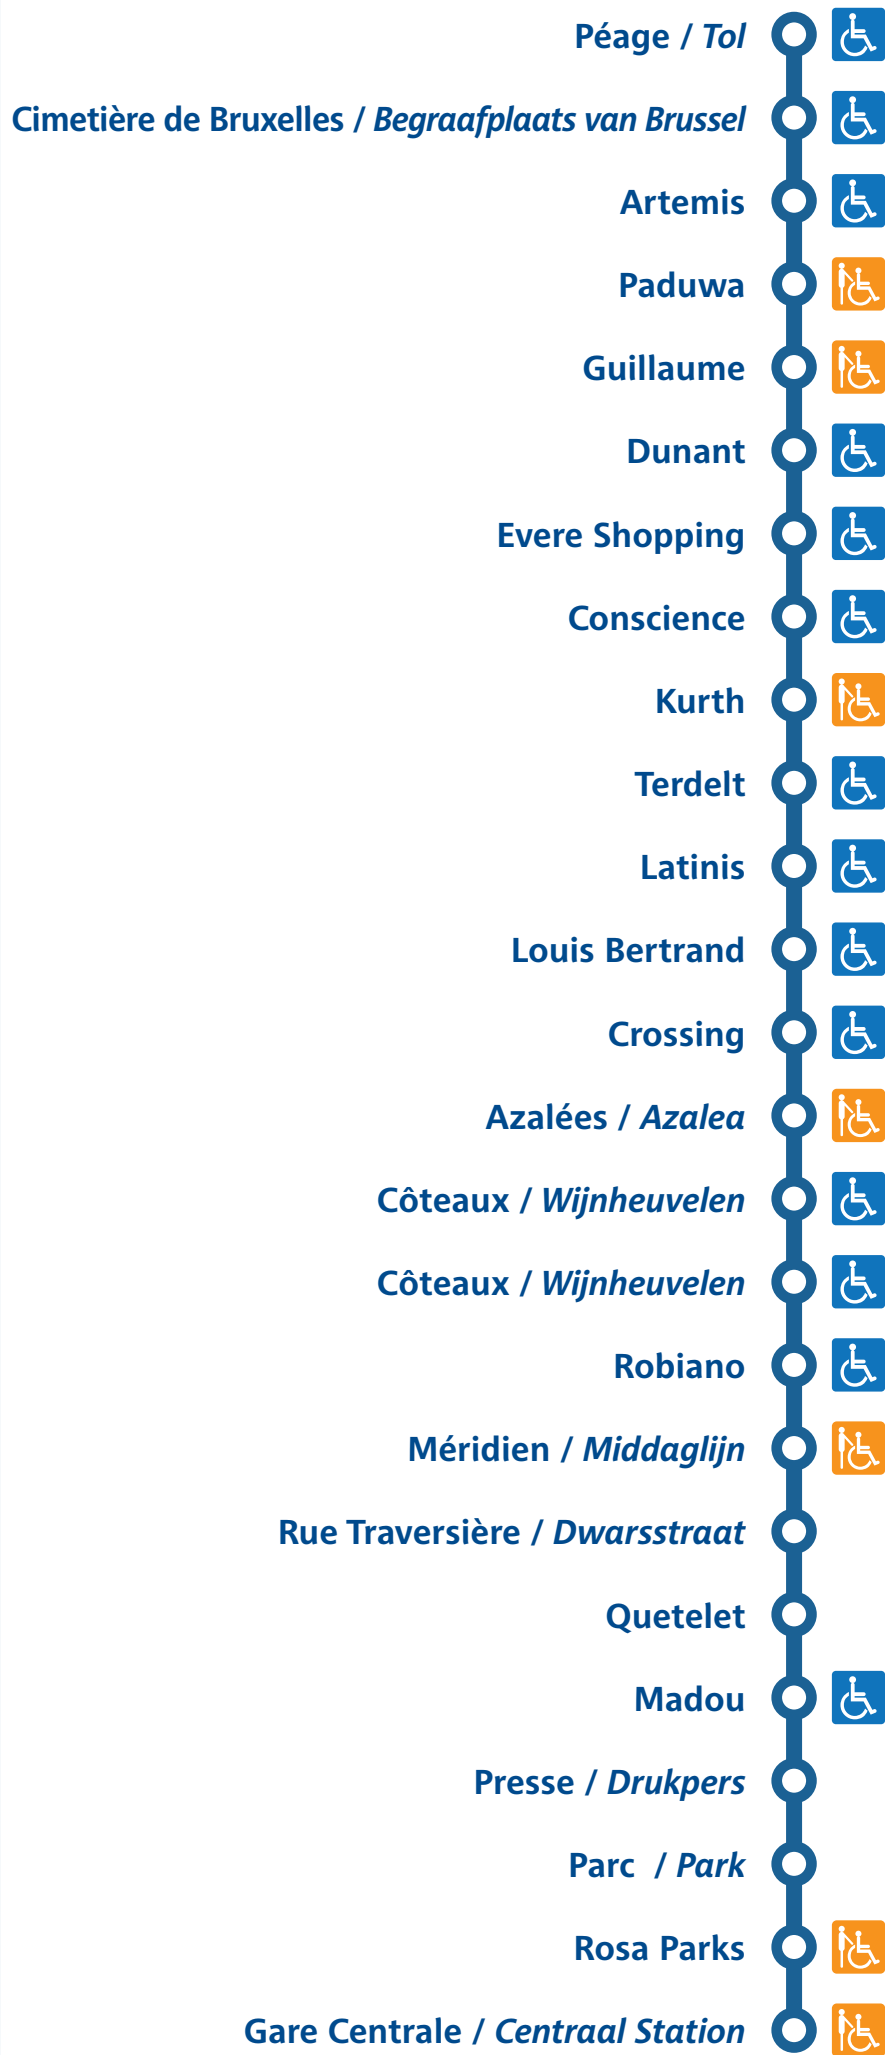 Péage / Tol
Cimetière de Bruxelles / Begraafplaats van Brussel
Artemis
Paduwa
Guillaume
Dunant
Evere Shopping
Conscience
Kurth
Terdelt
Latinis
Louis Bertrand
Crossing
Azalées / Azalea
Côteaux / Wijnheuvelen
Côteaux / Wijnheuvelen
Robiano
Méridien / Middaglijn
Rue Traversière / Dwarsstraat
Quetelet
Madou
Presse / Drukpers
Parc / Park
Rosa Parks
Gare Centrale / Centraal Station